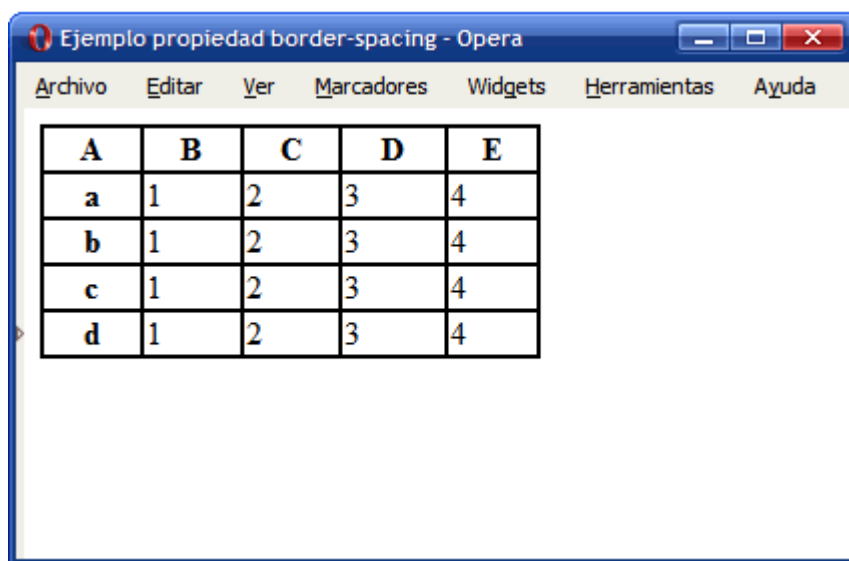 Ejemplo propiedad border-spacing - Opera
Archivo Editar Ver Marcadores Widgets Herramientas Ayuda
A B C D E
a 1 2 3 4
b 1 2 3 4
c 1 2 3 4
d 1 2 3 4